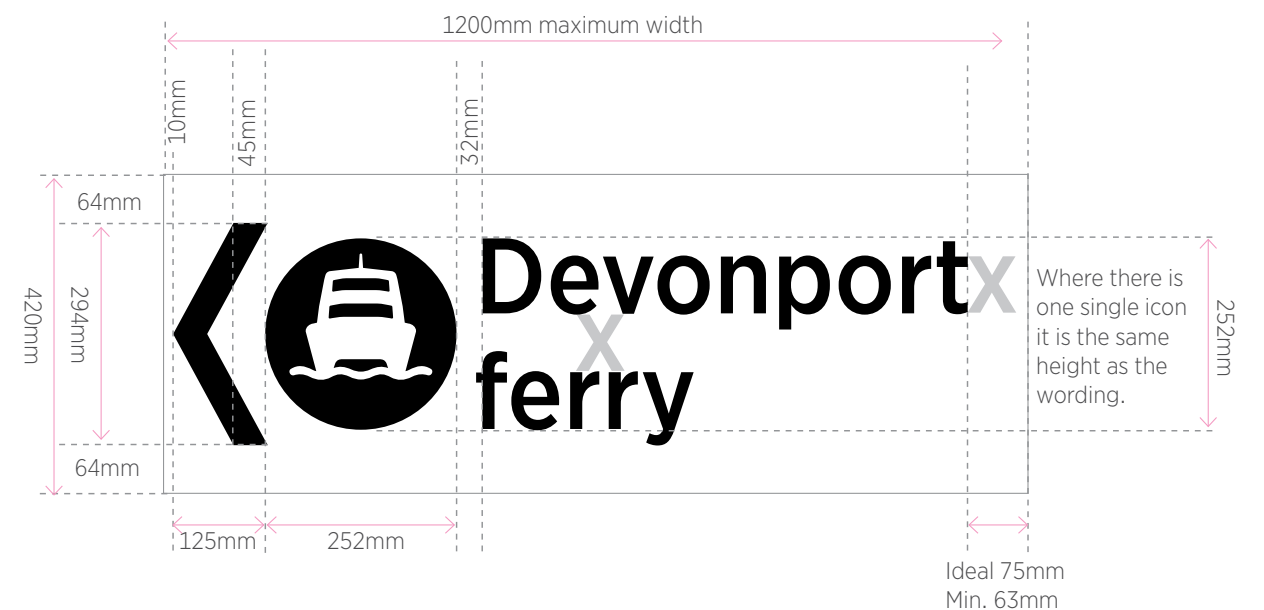 1200mm maximum width
10mm
45mm
32mm
64mm
420mm
294mm
64mm
Devonport
x
x
ferry
Where there is
one single icon
it is the same
height as the
wording.
252mm
125mm
252mm
Ideal 75mm
Min. 63mm